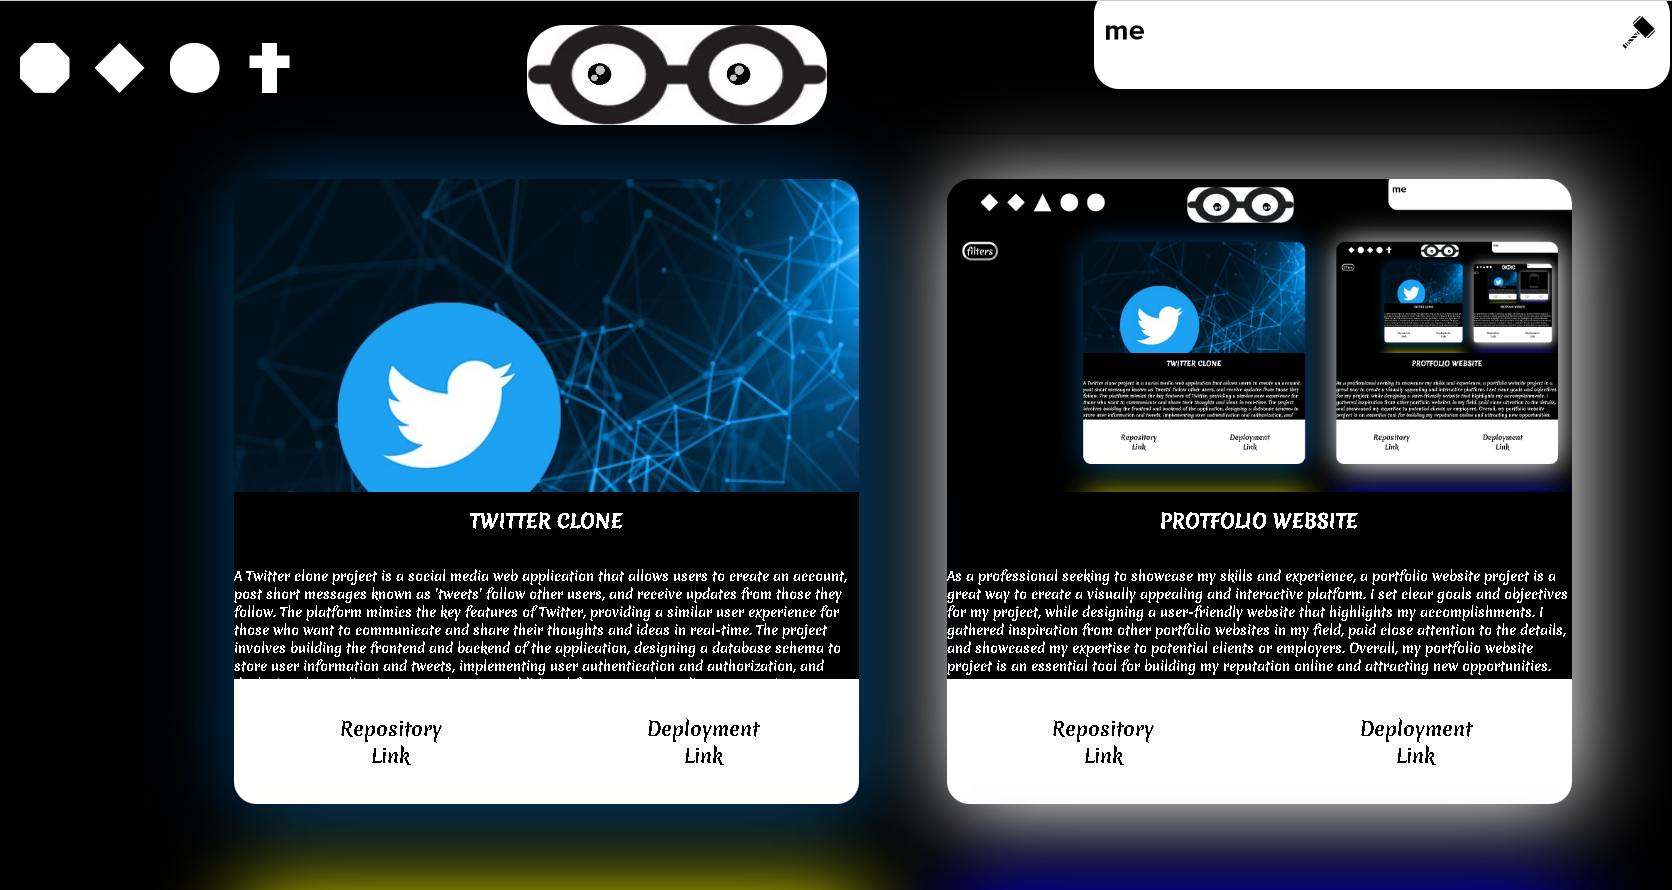 me
me
filters
TWITTER CLONE
PROTFOLIO WEBSITE
Repository
Link
Deployment
Link
Repository
Link
Deployment
Link
TWITTER CLONE
A Twitter clone project is a social media web application that allows users to create an account,
post short messages known as 'tweets' follow other users, and receive updates from those they
follow. The platform mimics the key features of Twitter, providing a similar user experience for
those who want to communicate and share their thoughts and ideas in real-time. The project
involves building the frontend and backend of the application, designing a database schema to
store user information and tweets, implementing user authentication and authorization, and
Repository
Link
Deployment
Link
PROTFOLIO WEBSITE
As a professional seeking to showcase my skills and experience, a portfolio website project is a
great way to create a visually appealing and interactive platform. i set clear goals and objectives
for my project, while designing a user-friendly website that highlights my accomplishments. i
gathered inspiration from other portfolio websites in my field, paid close attention to the details,
and showcased my expertise to potential clients or employers. Overall, my portfolio website
project is an essential tool for building my reputation online and attracting new opportunities.
Repository
Link
Deployment
Link